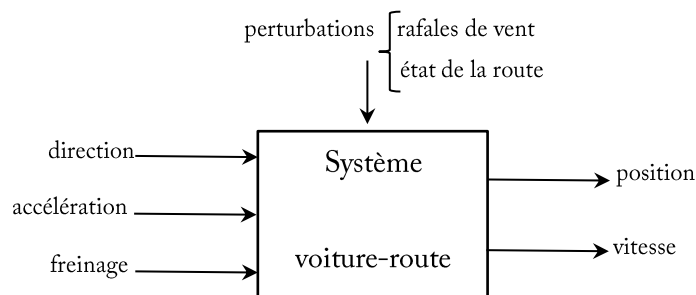 perturbations
rafales de vent
état de la route
direction
accélération
freinage
Système
voiture-route
position
vitesse